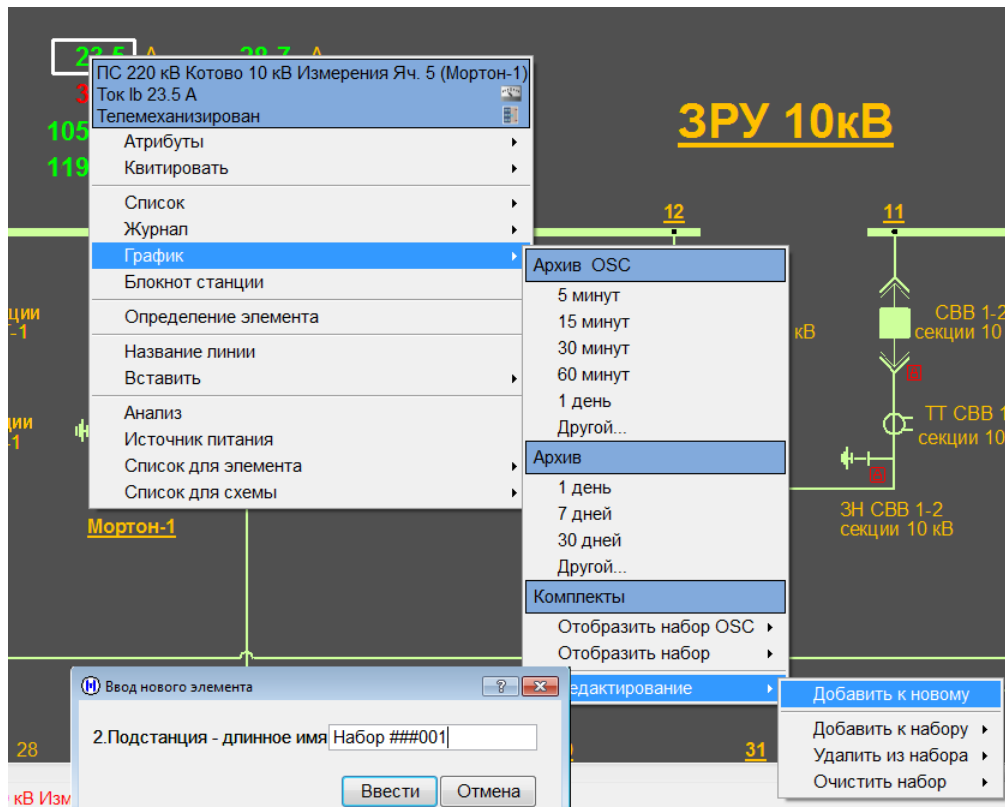 23.5 A 28.7 A
ПС 220 кВ Котово 10 кВ Измерения Яч. 5 (Мортон-1)
Ток Ib 23.5 А
Телемеханизирован
105
119
ЗРУ 10кВ
Атрибуты
Квитировать
Список
Журнал
График
Блокнот станции
Определение элемента
Название линии
Вставить
Анализ
Источник питания
Список для элемента
Список для схемы
12
11
Архив OSC
5 минут
15 минут
30 минут
60 минут
1 день
Другой...
Архив
1 день
7 дней
30 дней
Другой...
Комплекты
Отобразить набор OSC
Отобразить набор
Добавить к новому
Добавить к набору
Удалить из набора
Очистить набор
кВ
СВВ 1-2
секции 10
ТТ СВВ 1
секции 10
ЗН СВВ 1-2
секции 10 кВ
Мортон-1
Ввод нового элемента
2.Подстанция - длинное имя Набор ###001
Ввести Отмена
28
31
кВ